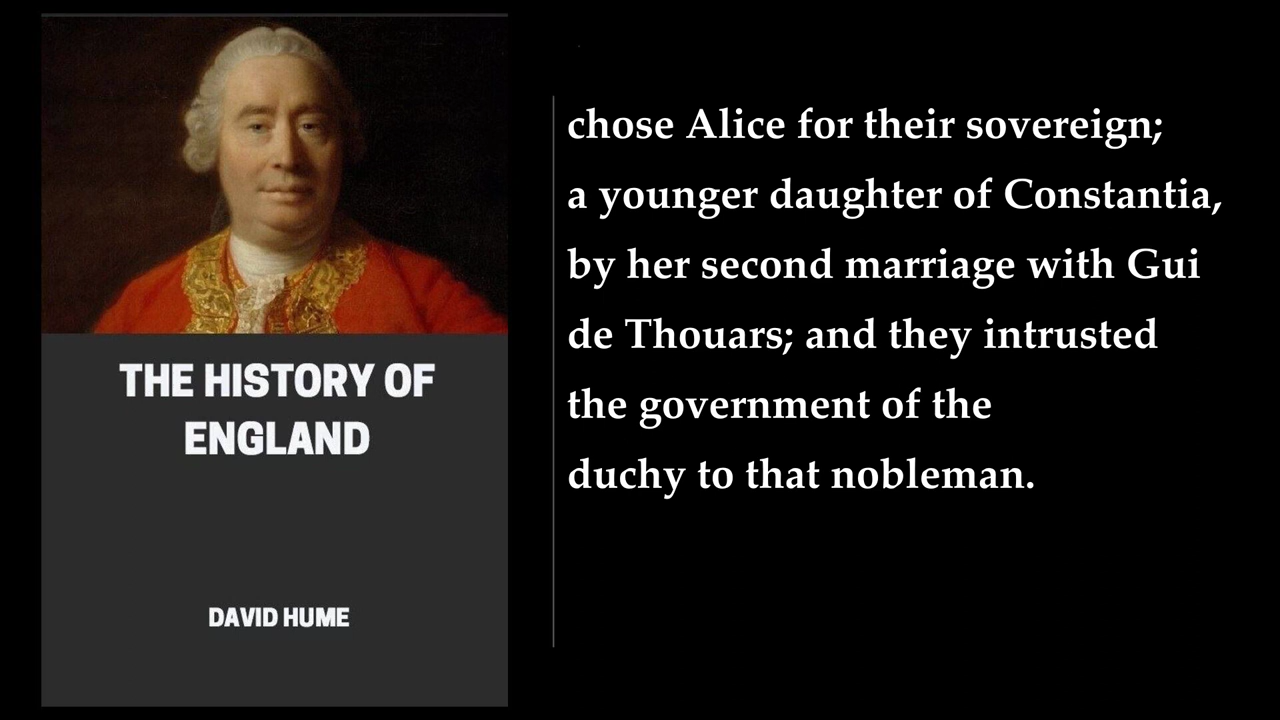 THE HISTORY OF
ENGLAND
DAVID HUME
chose Alice for their sovereign;
a younger daughter of Constantia,
by her second marriage with Gui
de Thouars; and they intrusted
the government of the
duchy to that nobleman.